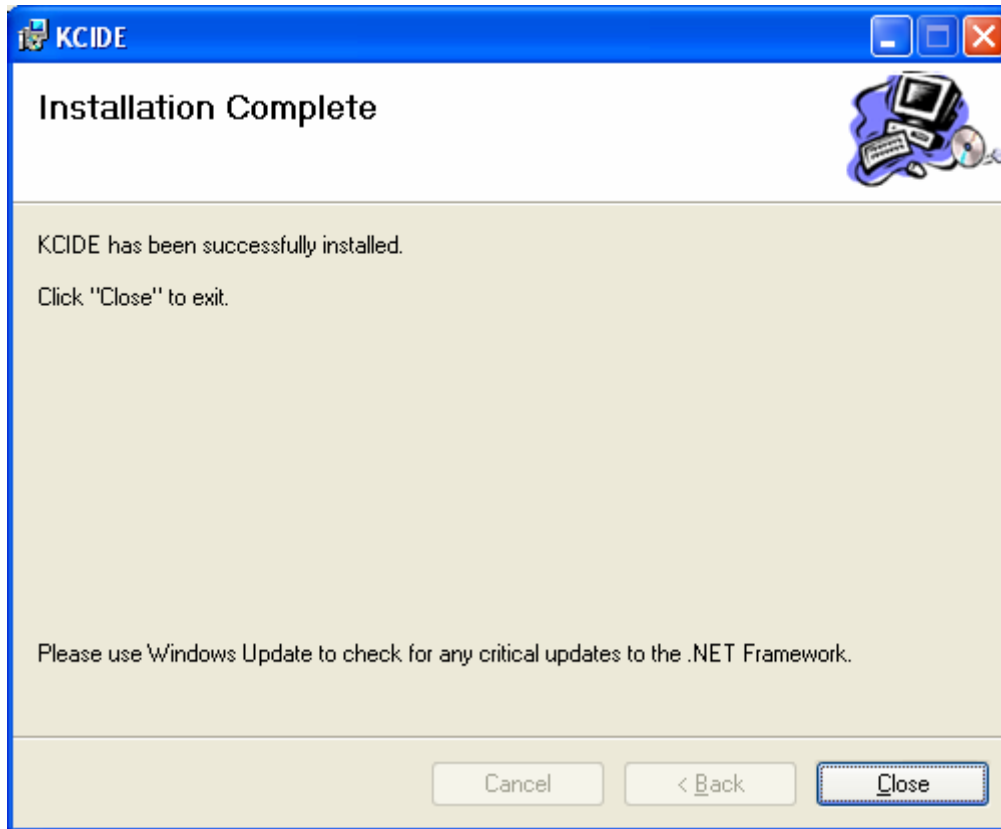 KCIDE
Installation Complete
KCIDE has been successfully installed.
Click "Close" to exit.
Please use Windows Update to check for any critical updates to the .NET Framework.
Cancel
< Back
Close